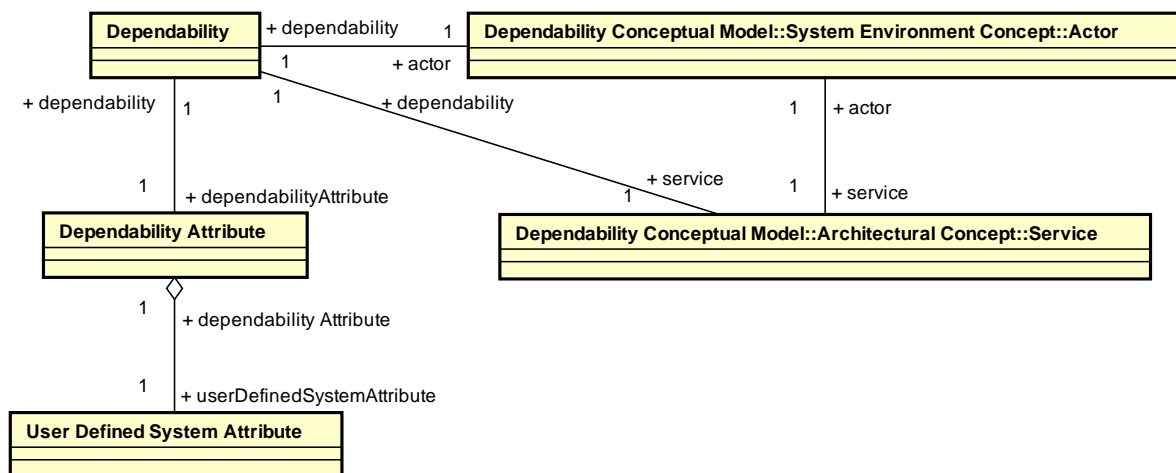 Dependability
+ dependability
1
Dependability Conceptual Model::System Environment Concept::Actor
1
+ actor
1
+ dependability
1
+ dependability
1
+ actor
1
+ service
1
1
+ dependabilityAttribute
1
+ service
Dependability Attribute
Dependability Conceptual Model::Architectural Concept::Service
1
+ dependability Attribute
1
+ userDefinedSystemAttribute
User Defined System Attribute